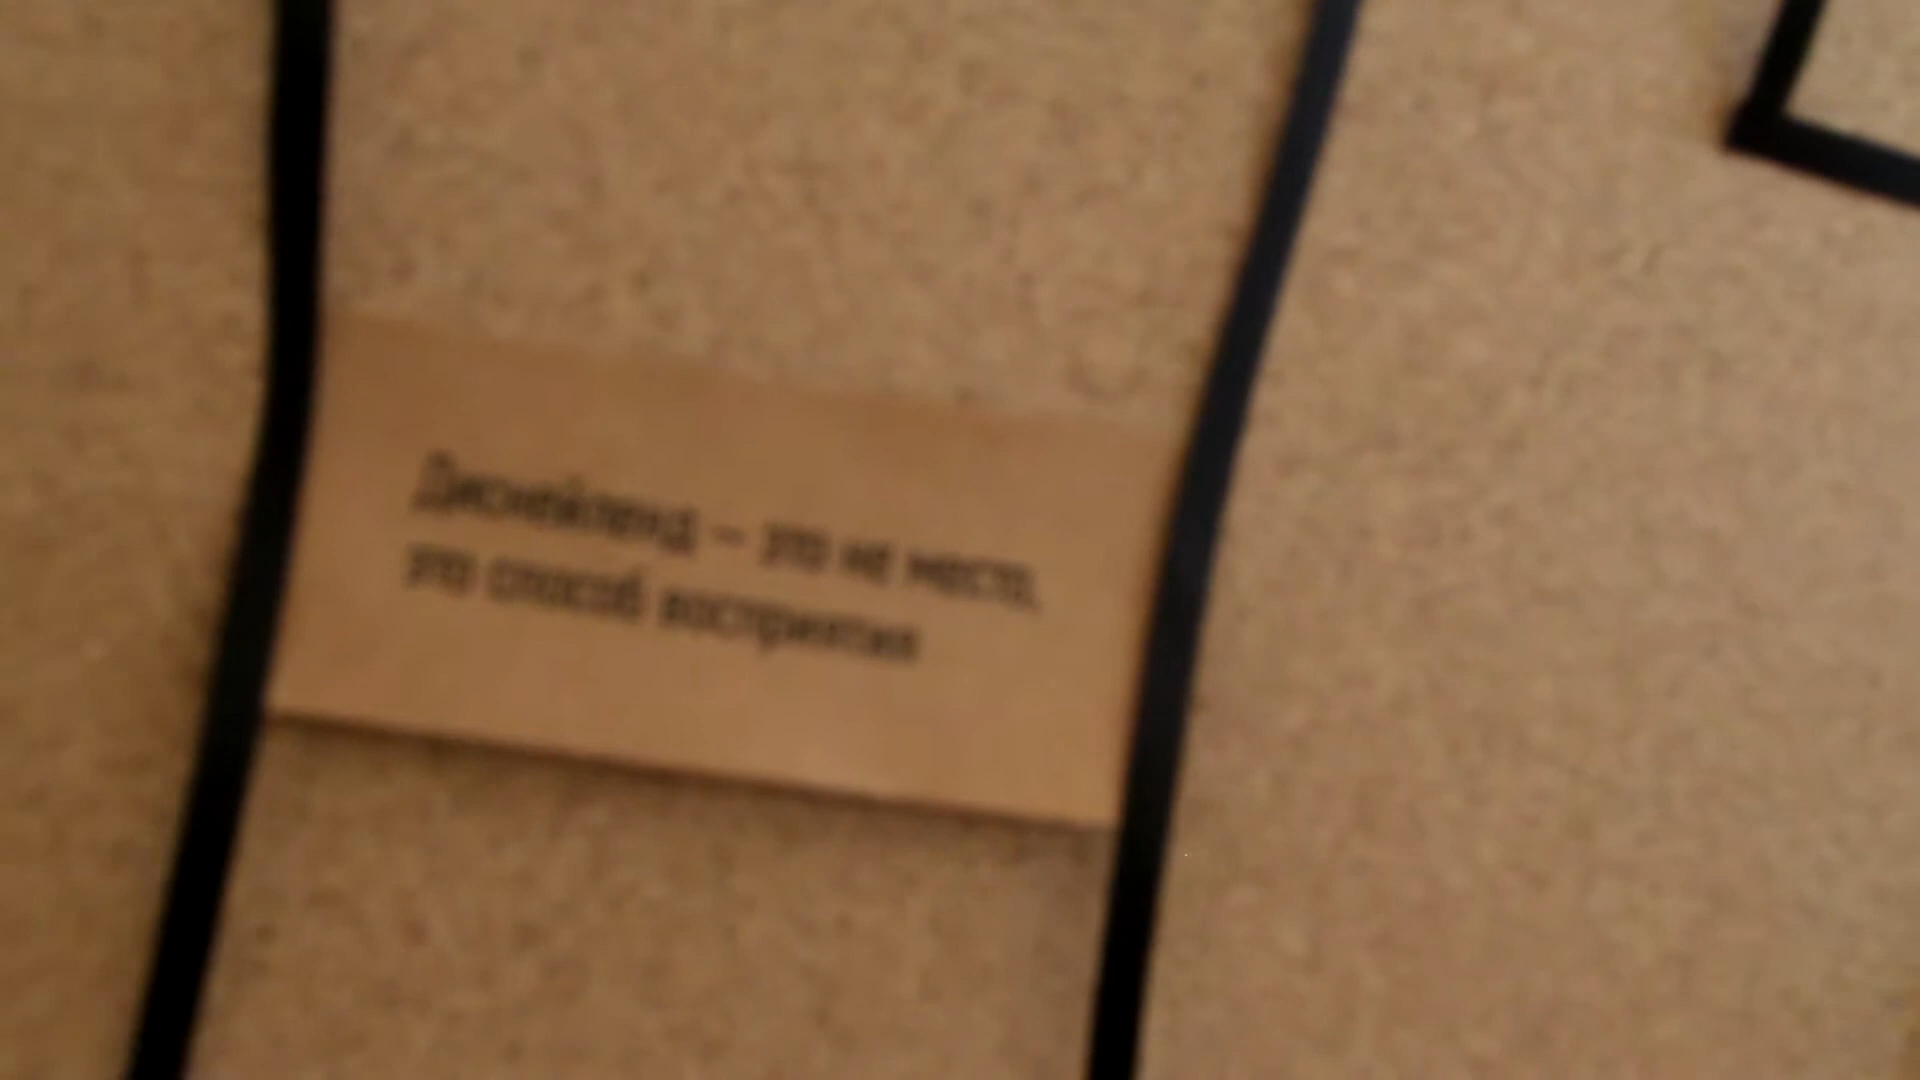 Диснейленд – это не место,
это способ восприятия